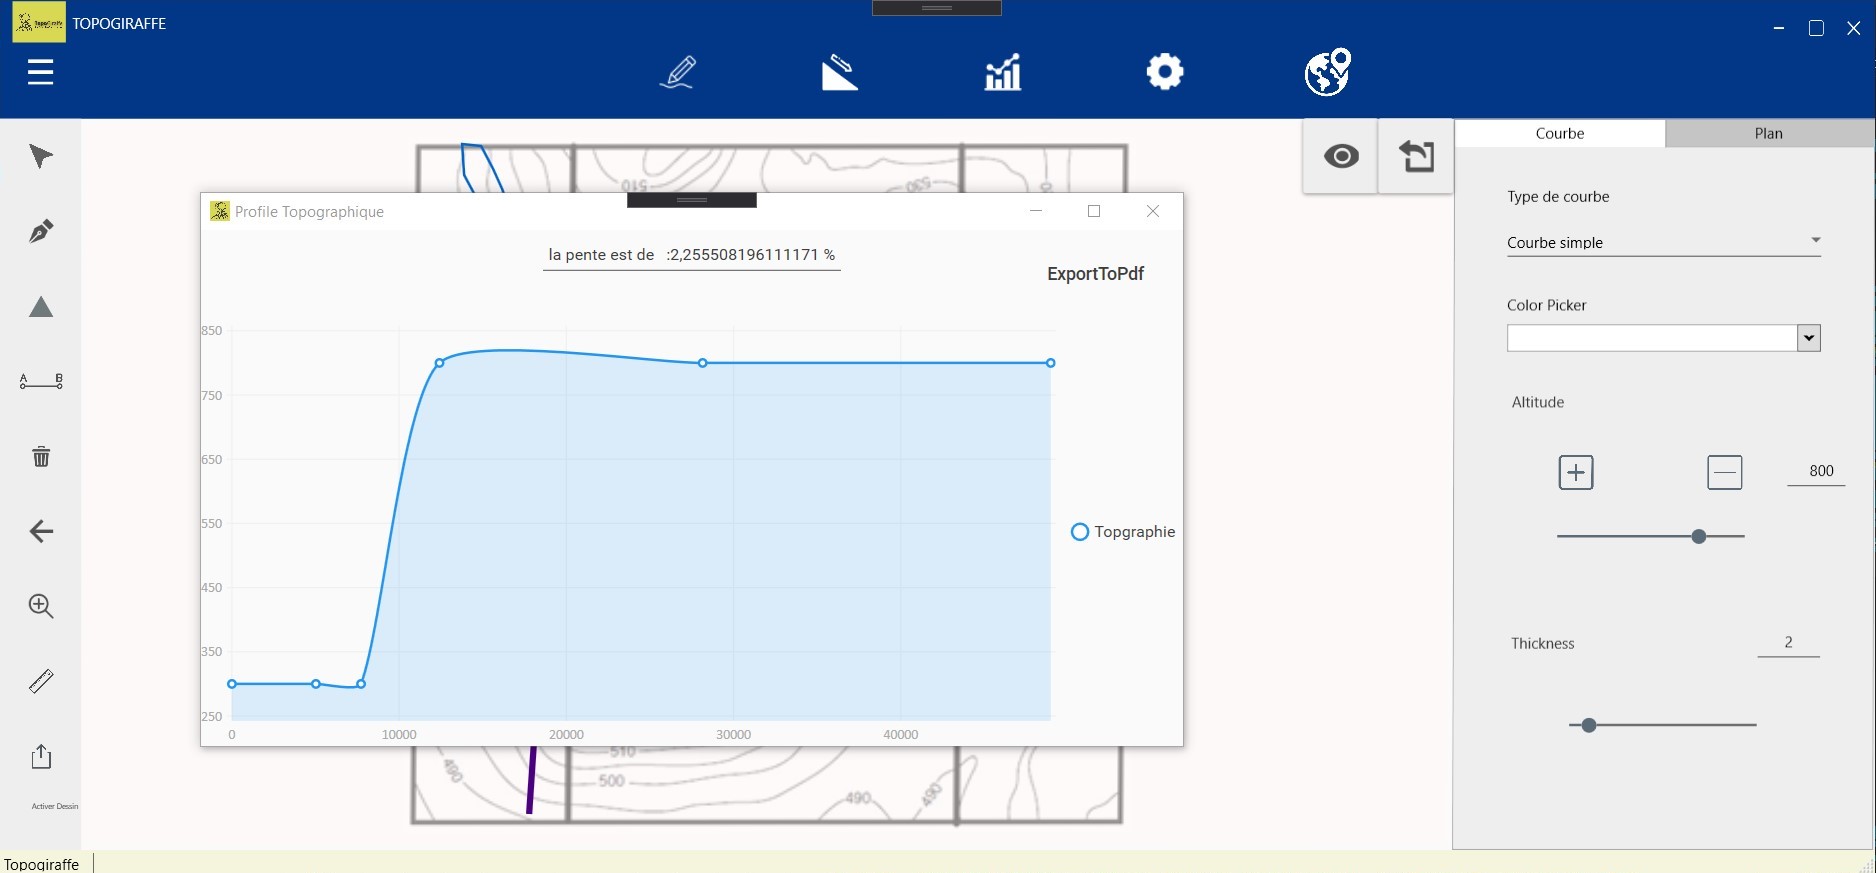 TOPOGIRAFFE
Courbe
Plan
510
530
Profile Topographique
la pente est de :2,255508196111171 %
ExportToPdf
850
750
650
550
450
350
250
0
10000
20000
30000
40000
Topgraphie
Type de courbe
Courbe simple
Color Picker
Altitude
800
Thickness
2
A B
Activer Dessin
510
500
490
490
490
Topogiraffe